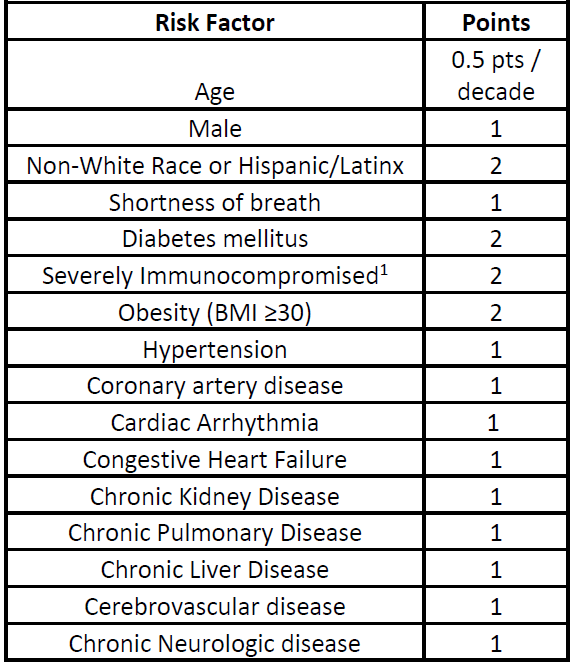 Risk Factor Points
Age 0.5 pts /
decade
Male 1
Non-White Race or Hispanic/Latinx 2
Shortness of breath 1
Diabetes mellitus 2
Severely Immunocompromised¹ 2
Obesity (BMI ≥30) 2
Hypertension 1
Coronary artery disease 1
Cardiac Arrhythmia 1
Congestive Heart Failure 1
Chronic Kidney Disease 1
Chronic Pulmonary Disease 1
Chronic Liver Disease 1
Cerebrovascular disease 1
Chronic Neurologic disease 1